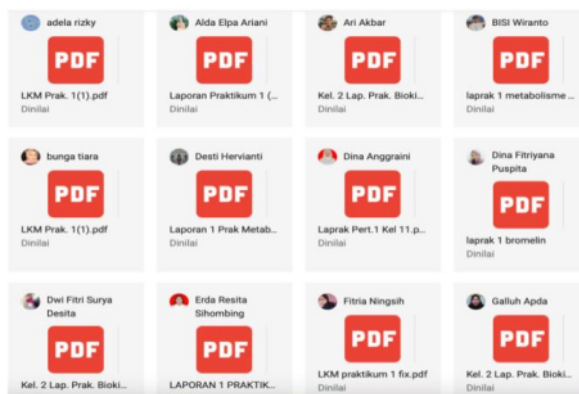 adela rizky
PDF
LKM Prak. 1(1).pdf
Dinilai
Alda Elpa Ariani
PDF
Laporan Praktikum 1 (...
Dinilai
Ari Akbar
PDF
Kel. 2 Lap. Prak. Bioki...
Dinilai
BISI Wiranto
PDF
laprak 1 metabolisme ...
Dinilai
bunga tiara
PDF
LKM Prak. 1(1).pdf
Dinilai
Desti Hervianti
PDF
Laporan 1 Prak Metab...
Dinilai
Dina Anggraini
PDF
Laprak Pert.1 Kel 11.p...
Dinilai
Dina Fitriyana
Puspita
PDF
laprak 1 bromelin
Dinilai
Dwi Fitri Surya
Desita
PDF
Kel. 2 Lap. Prak. Bioki...
Erda Resita
Sihombing
PDF
LAPORAN 1 PRAKTIK...
Fitria Ningsih
PDF
LKM praktikum 1 fix.pdf
Dinilai
Galluh Apda
PDF
Kel. 2 Lap. Prak. Bioki...
Dinilai